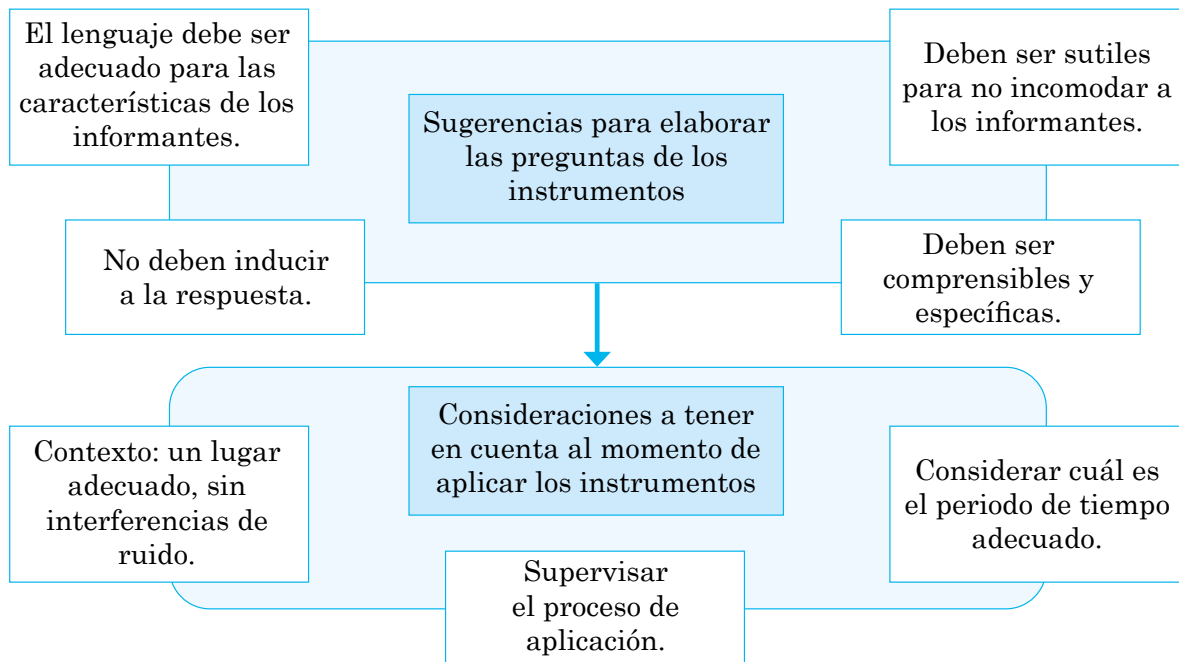 El lenguaje debe ser
adecuado para las
características de los
informantes.
Sugerencias para elaborar
las preguntas de los
instrumentos
Deben ser sutiles
para no incomodar a
los informantes.
No deben inducir
a la respuesta.
Deben ser
comprensibles y
específicas.
Consideraciones a tener
en cuenta al momento de
aplicar los instrumentos
Contexto: un lugar
adecuado, sin
interferencias de
ruido.
Considerar cuál es
el periodo de tiempo
adecuado.
Supervisar
el proceso de
aplicación.